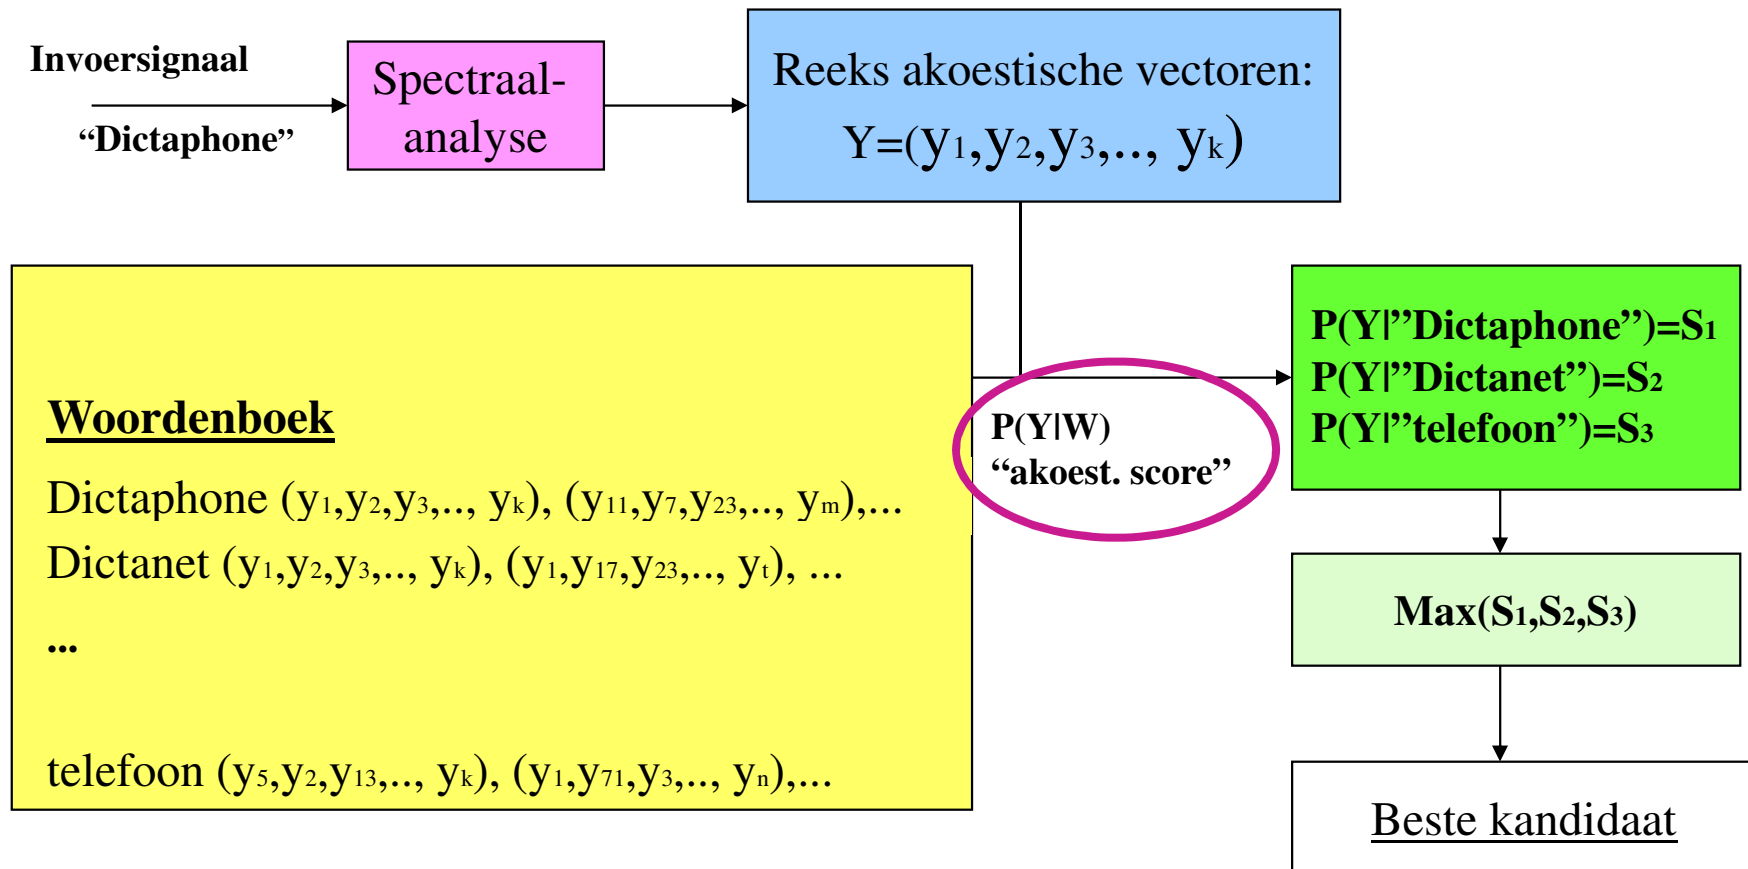 Invoersignaal
“Dictaphone”
Spectraal-
analyse
Reeks akoestische vectoren:
Y=(y1,y2,y3,.., yk)
Woordenboek
Dictaphone (y1,y2,y3,.., yk), (y11,y7,y23,.., ym),...
Dictanet (y1,y2,y3,.., yk), (y1,y17,y23,.., yt), ...
...
telefoon (y5,y2,y13,.., yk), (y1,y71,y3,.., yn),...
P(Y|W)
“akoest. score”
P(Y|”Dictaphone”)=S1
P(Y|”Dictanet”)=S2
P(Y|”telefoon”)=S3
Max(S1,S2,S3)
Beste kandidaat